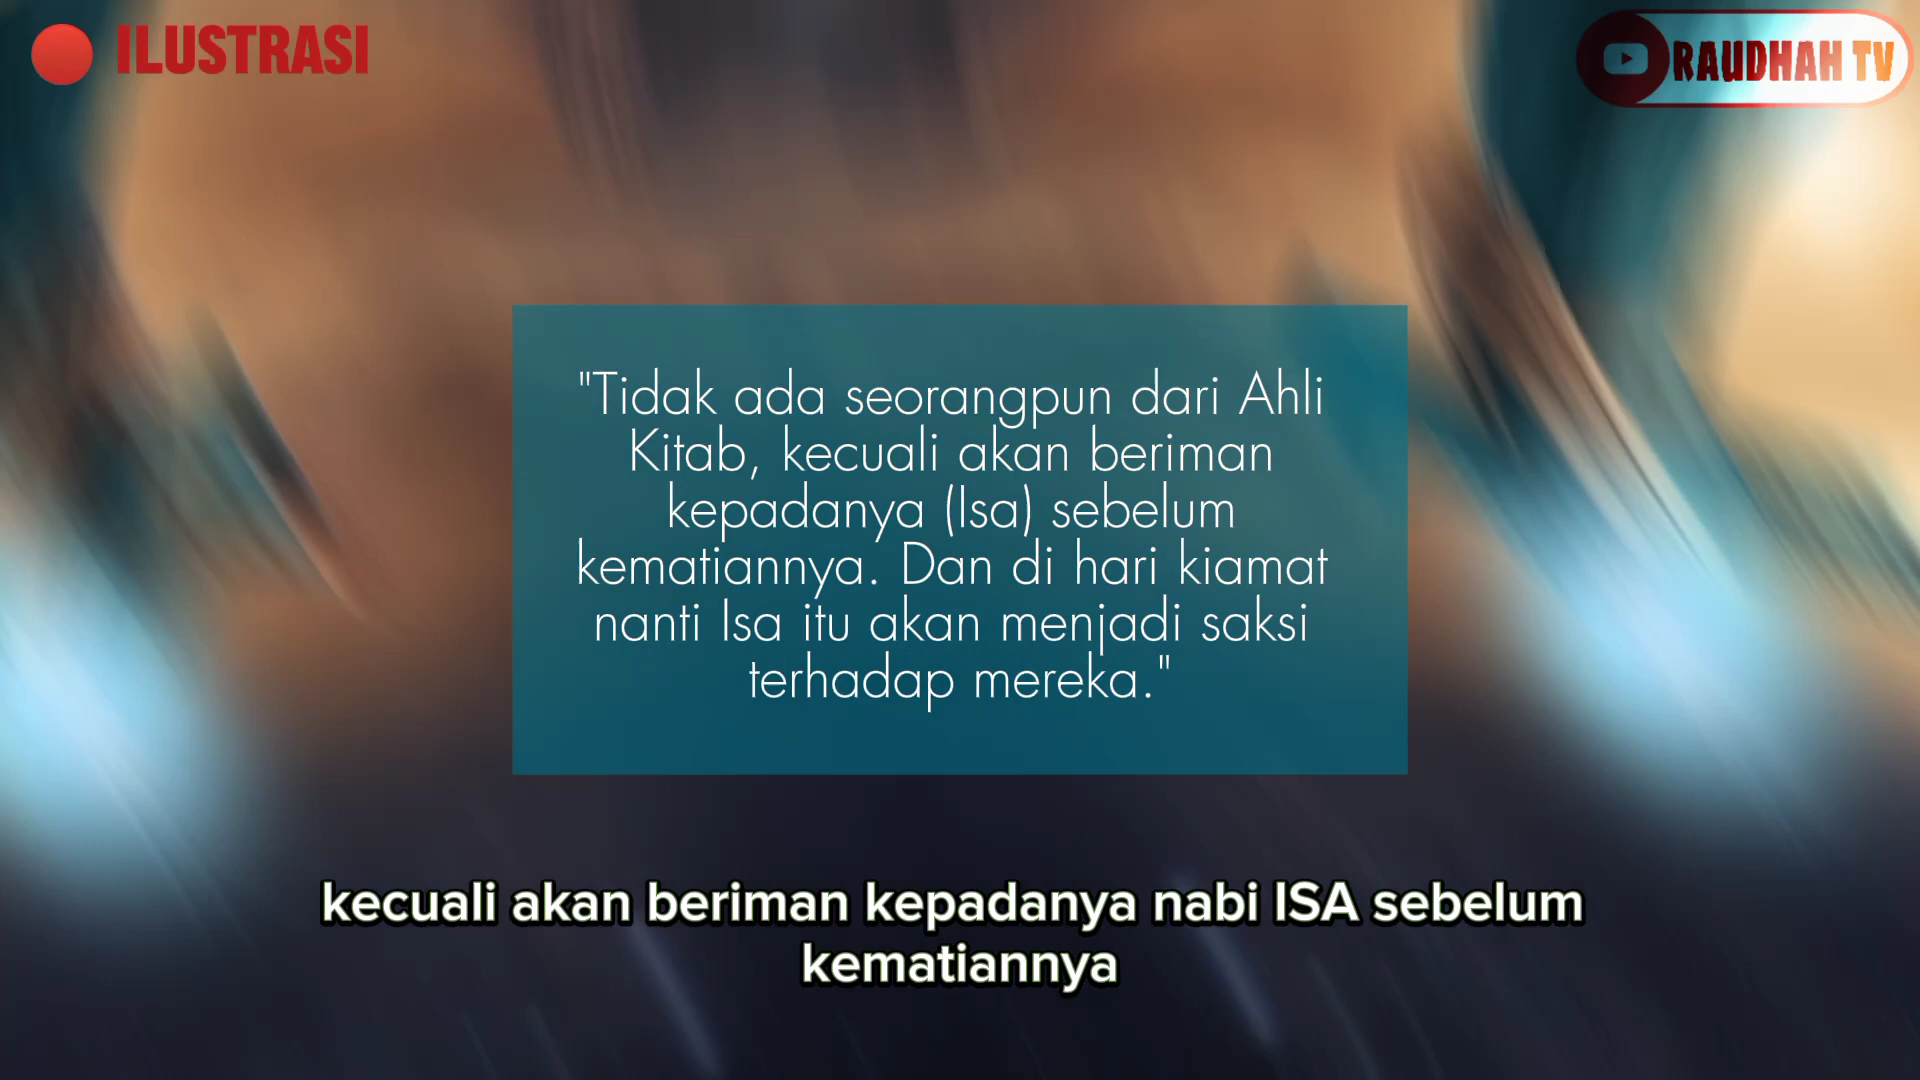 ILUSTRASI
RAUDHAH TV
"Tidak ada seorangpun dari Ahli
Kitab, kecuali akan beriman
kepadanya (Isa) sebelum
kematiannya. Dan di hari kiamat
nanti Isa itu akan menjadi saksi
terhadap mereka."
kecuali akan beriman kepadanya nabi ISA sebelum
kematiannya